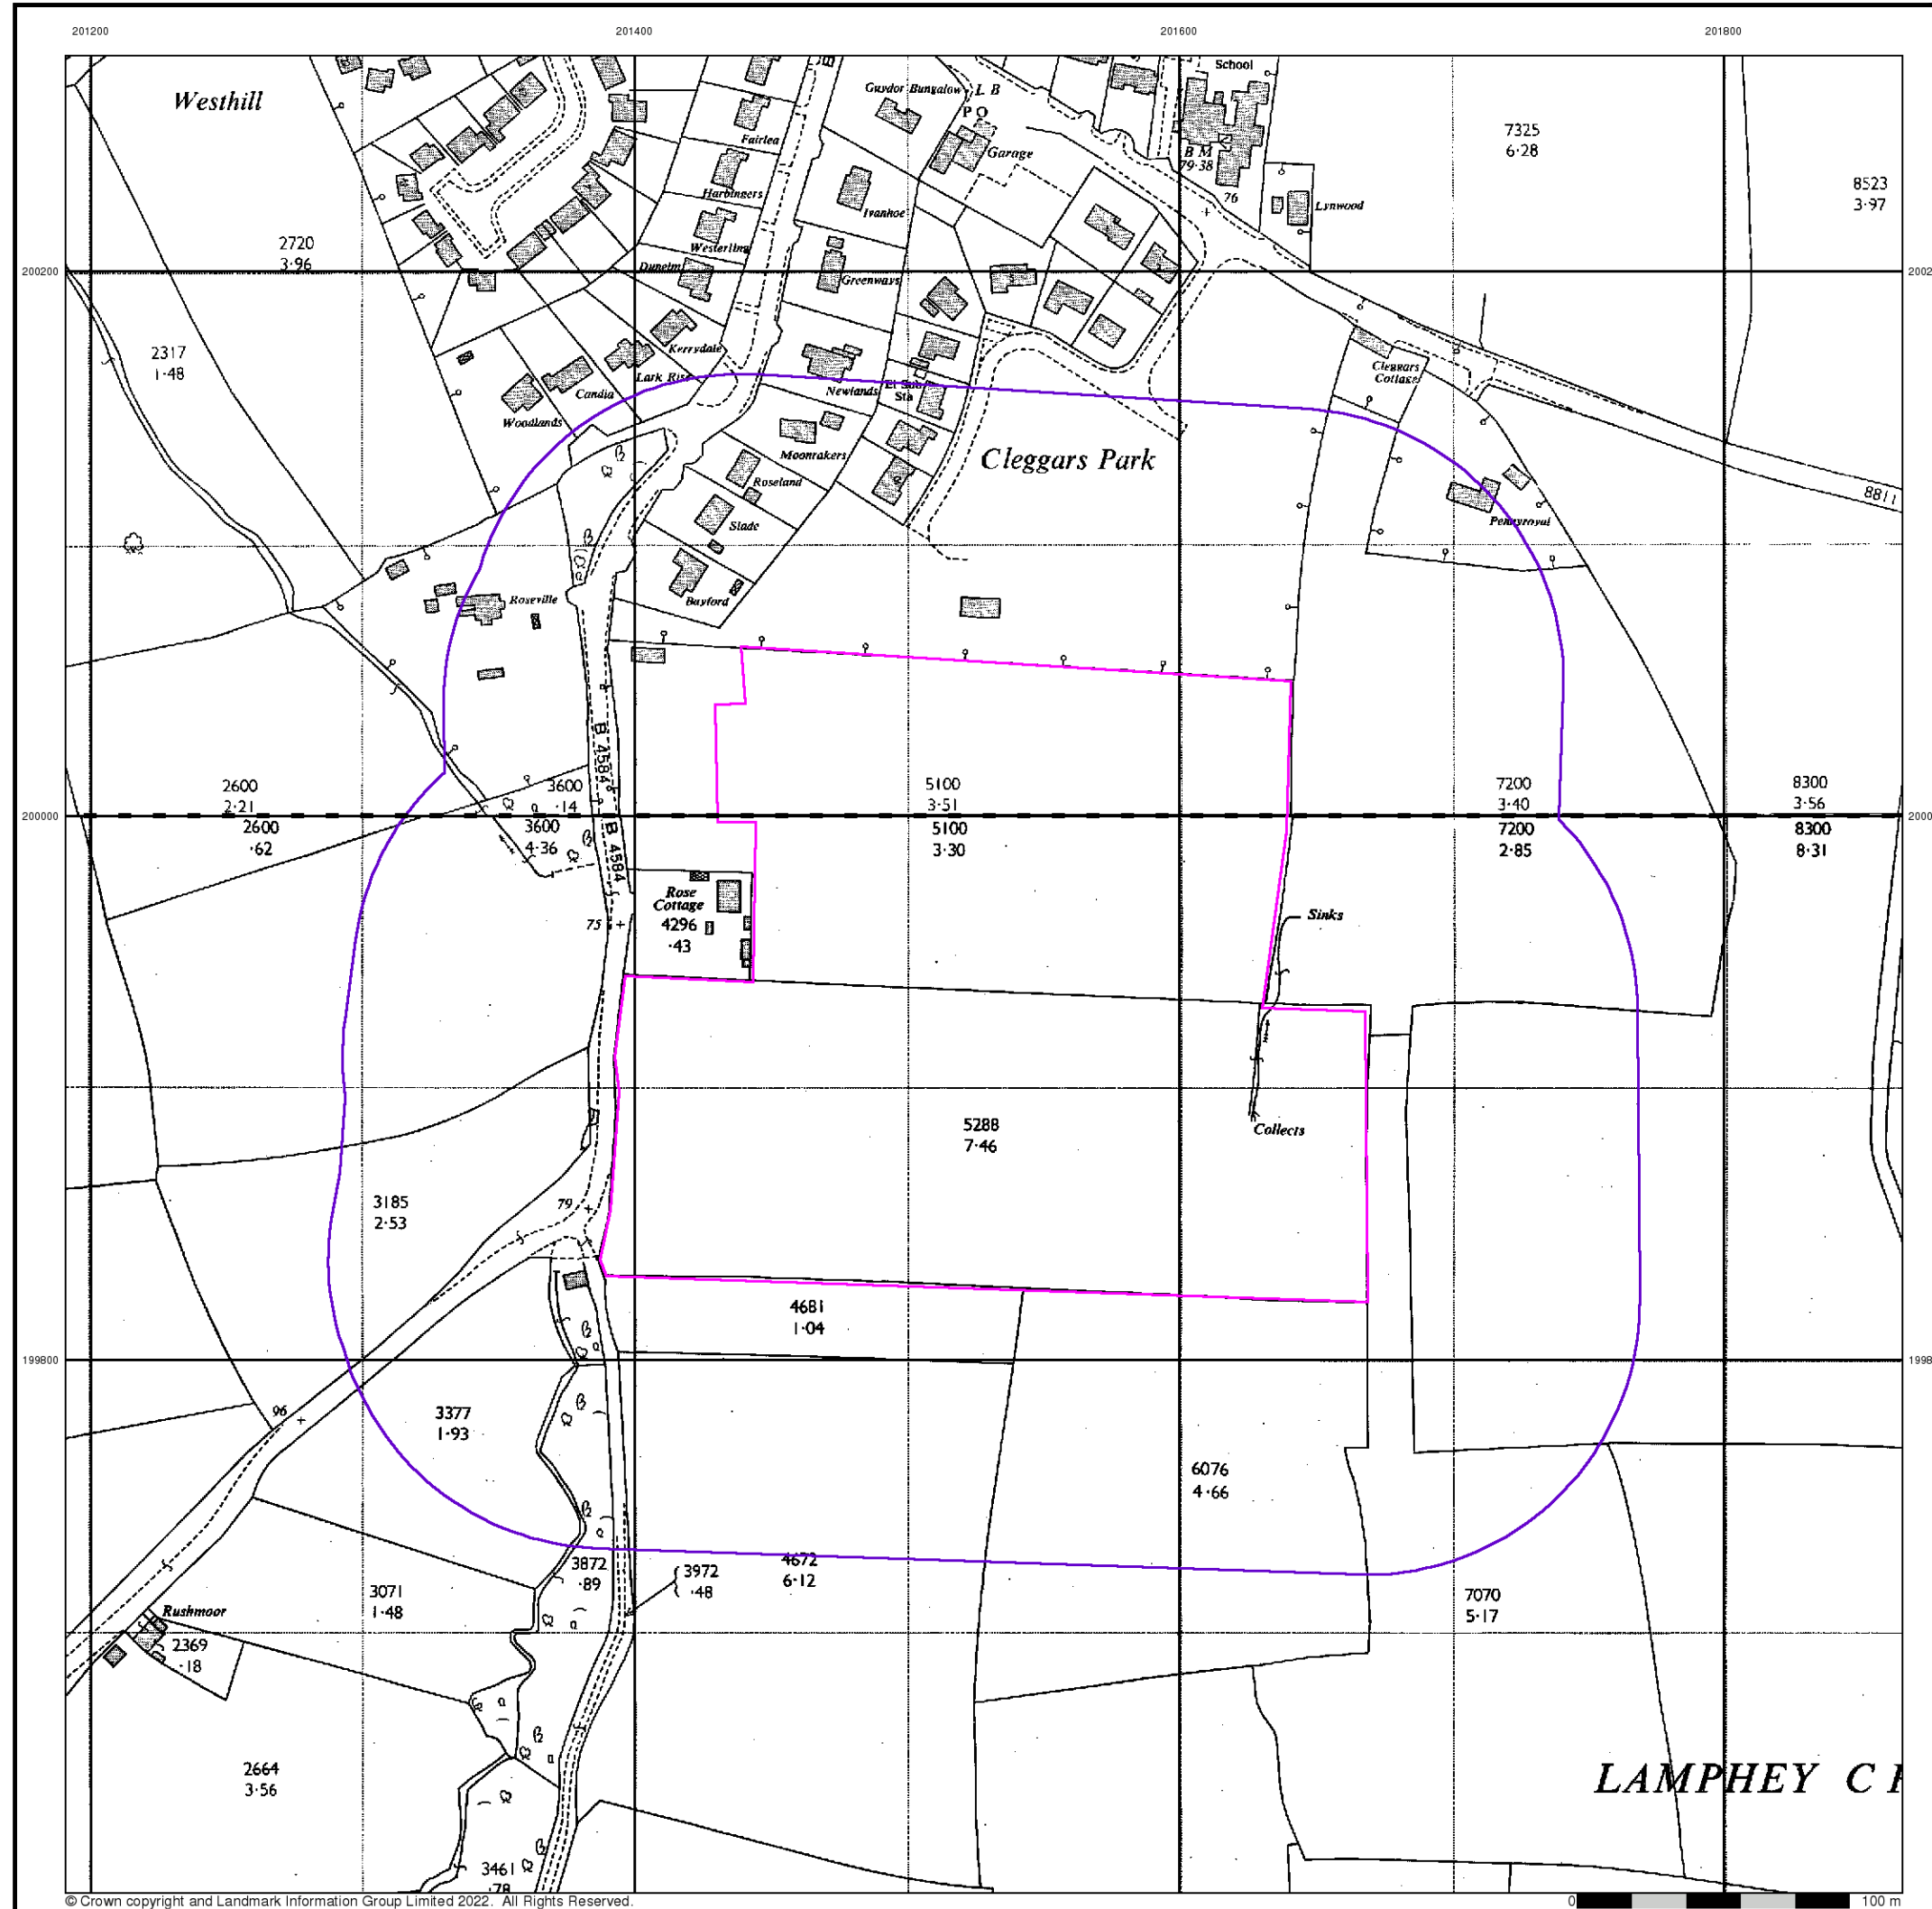 201200
201400
201600
201800
Westhill
School
Guydor Bungalow
L B
P O
Garage
Fairlea
B M
79·38
76
7325
6·28
8523
3·97
Harbingers
Ivanhoe
Lynwood
Westerling
2720
3·96
200200
Dunelm
Greenways
2317
1·48
Kerrydale
Lark Rise
Candia
Woodlands
Newlands
El Sub
Sta
Cleggars
Cottage
Moonrakers
Cleggars Park
Roseland
Slade
8811
Pennyroyal
Roseville
Bayford
B 4584
2600
2·21
3600
·14
5100
3·51
7200
3·40
8300
3·56
200000
2600
·62
3600
4·36
B 4584
5100
3·30
7200
2·85
8300
8·31
Rose
Cottage
4296
·43
75
Sinks
5288
7·46
Collects
3185
2·53
79
4681
1·04
199800
96
3377
1·93
6076
4·66
3872
·89
3972
·48
4672
6·12
3071
1·48
7070
5·17
Rushmoor
2369
·18
2664
3·56
LAMPHEY C
3461
·78
© Crown copyright and Landmark Information Group Limited 2022. All Rights Reserved.
0
100 m